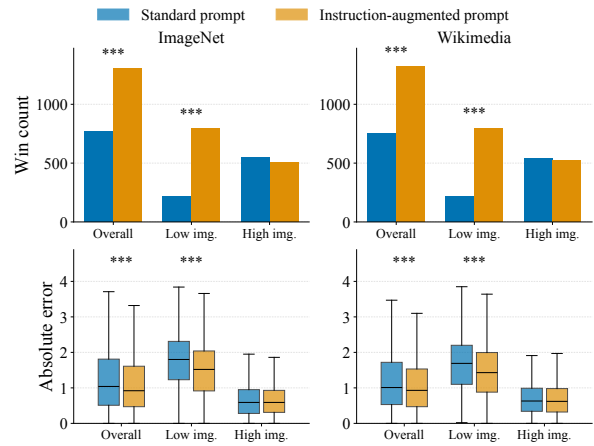 Standard prompt Instruction-augmented prompt
ImageNet Wikimedia
Win count
1000
500
0
*** ***
Overall Low img. High img.
1000
500
0
*** ***
Overall Low img. High img.
Absolute error
4
3
2
1
0
*** ***
Overall Low img. High img.
4
3
2
1
0
*** ***
Overall Low img. High img.